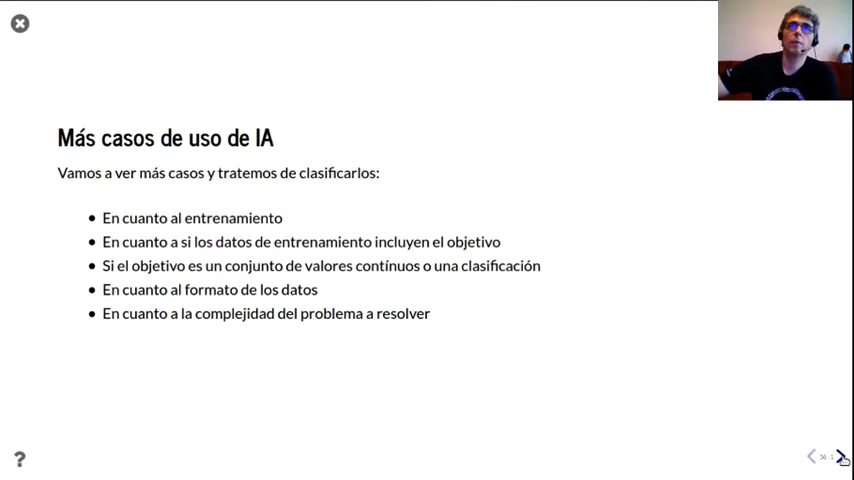 Más casos de uso de IA
Vamos a ver más casos y tratemos de clasificarlos:
En cuanto al entrenamiento
En cuanto a si los datos de entrenamiento incluyen el objetivo
Si el objetivo es un conjunto de valores contínuos o una clasificación
En cuanto al formato de los datos
En cuanto a la complejidad del problema a resolver
?